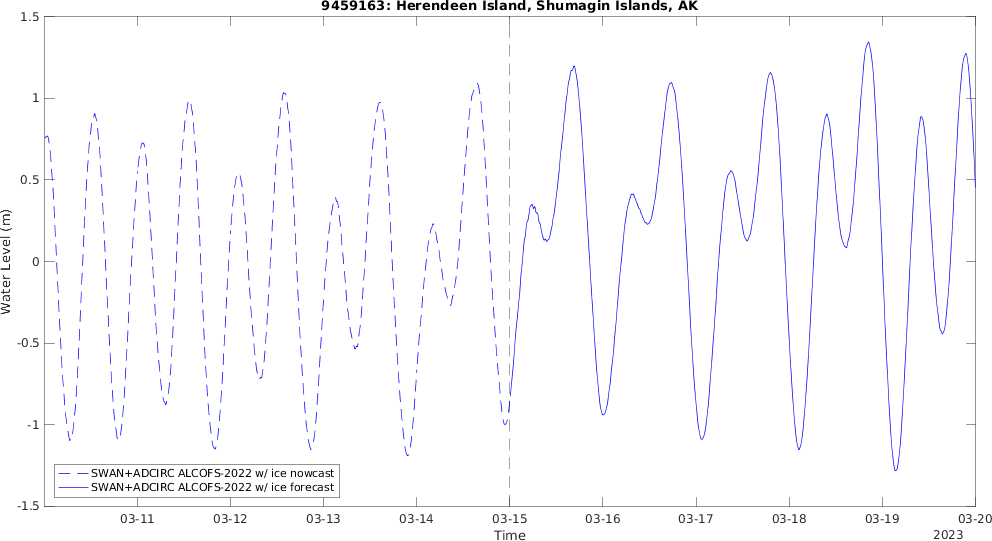 9459163: Herendeen Island, Shumagin Islands, AK
1.5
1
0.5
0
-0.5
-1
-1.5
Water Level (m)
SWAN+ADCIRC ALCOFS-2022 w/ ice nowcast
SWAN+ADCIRC ALCOFS-2022 w/ ice forecast
03-11 03-12 03-13 03-14 03-15 03-16 03-17 03-18 03-19 03-20
Time
2023